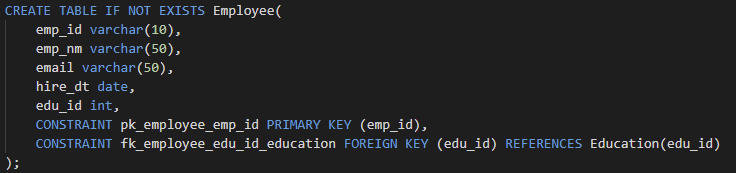 CREATE TABLE IF NOT EXISTS Employee(
    emp_id varchar(10),
    emp_nm varchar(50),
    email varchar(50),
    hire_dt date,
    edu_id int,
    CONSTRAINT pk_employee_emp_id PRIMARY KEY (emp_id),
    CONSTRAINT fk_employee_edu_id_education FOREIGN KEY (edu_id) REFERENCES Education(edu_id)
);